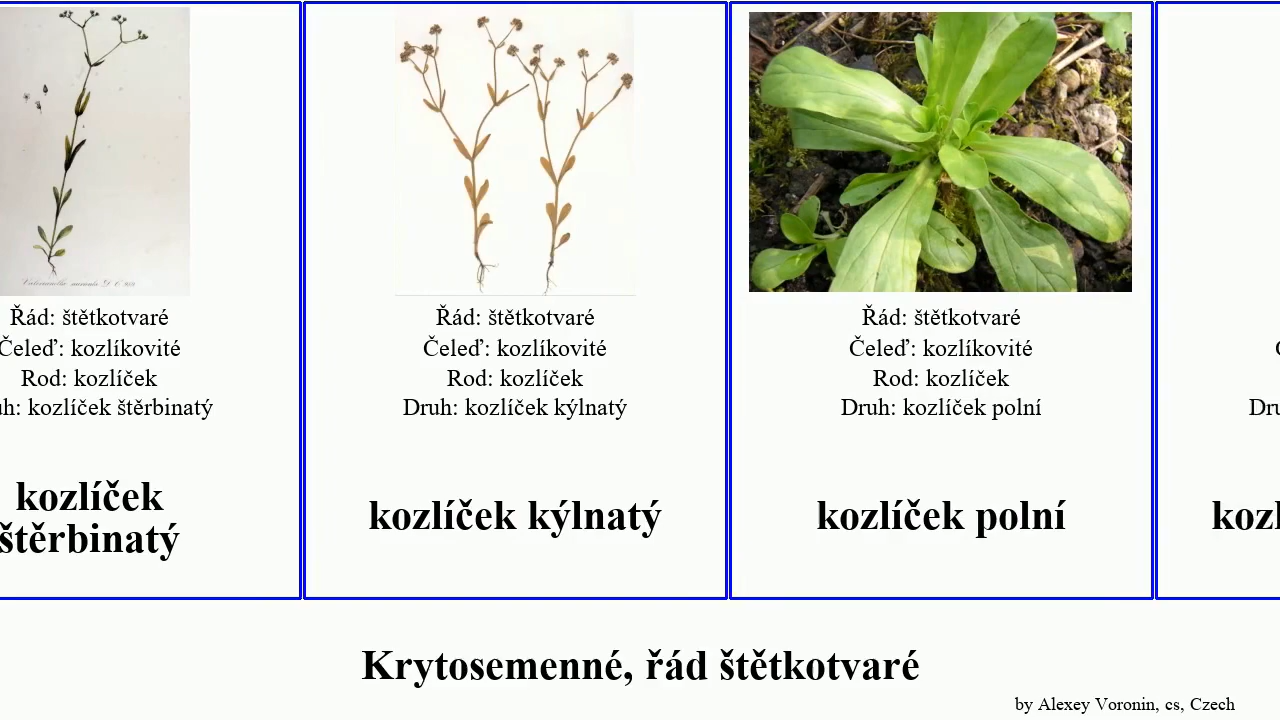 Řád: štětkotvaré
Čeleď: kozlíkovité
Rod: kozlíček
kozlíček štěrbinatý
kozlíček
štěrbinatý
Řád: štětkotvaré
Čeleď: kozlíkovité
Rod: kozlíček
Druh: kozlíček kýlnatý
kozlíček kýlnatý
Řád: štětkotvaré
Čeleď: kozlíkovité
Rod: kozlíček
Druh: kozlíček polní
kozlíček polní
Krytosemenné, řád štětkotvaré
by Alexey Voronin, cs, Czech